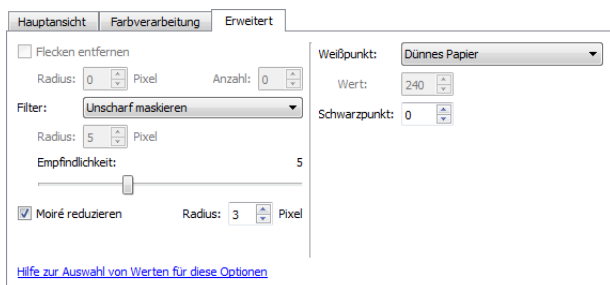 Hauptansicht Farbverarbeitung Erweitert
Flecken entfernen
Radius: 0 Pixel Anzahl: 0
Filter: Unscharf maskieren
Radius: 5 Pixel
Empfindlichkeit: 5
Moiré reduzieren Radius: 3 Pixel
Hilfe zur Auswahl von Werten für diese Optionen
Weißpunkt: Dünnes Papier
Wert: 240
Schwarzpunkt: 0